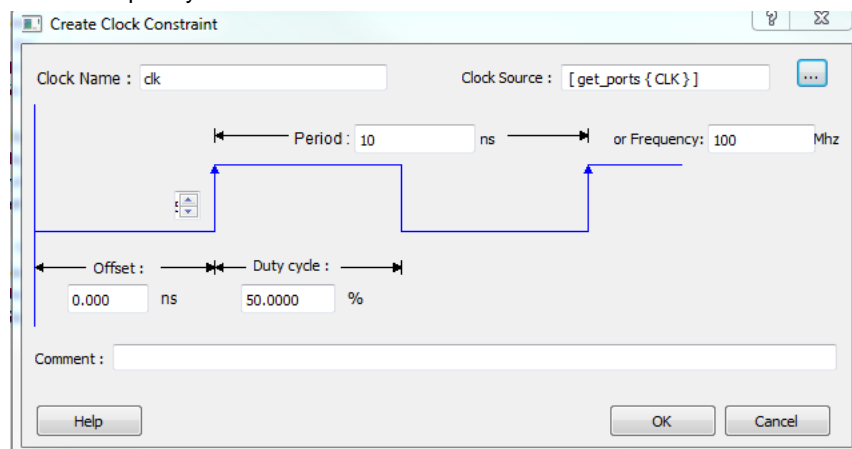 Create Clock Constraint
Clock Name : clk Clock Source : [ get_ports { CLK } ] ...
Period : 10 ns or Frequency: 100 Mhz
Offset : Duty cycle :
0.000 ns 50.0000 %
Comment :
Help OK Cancel